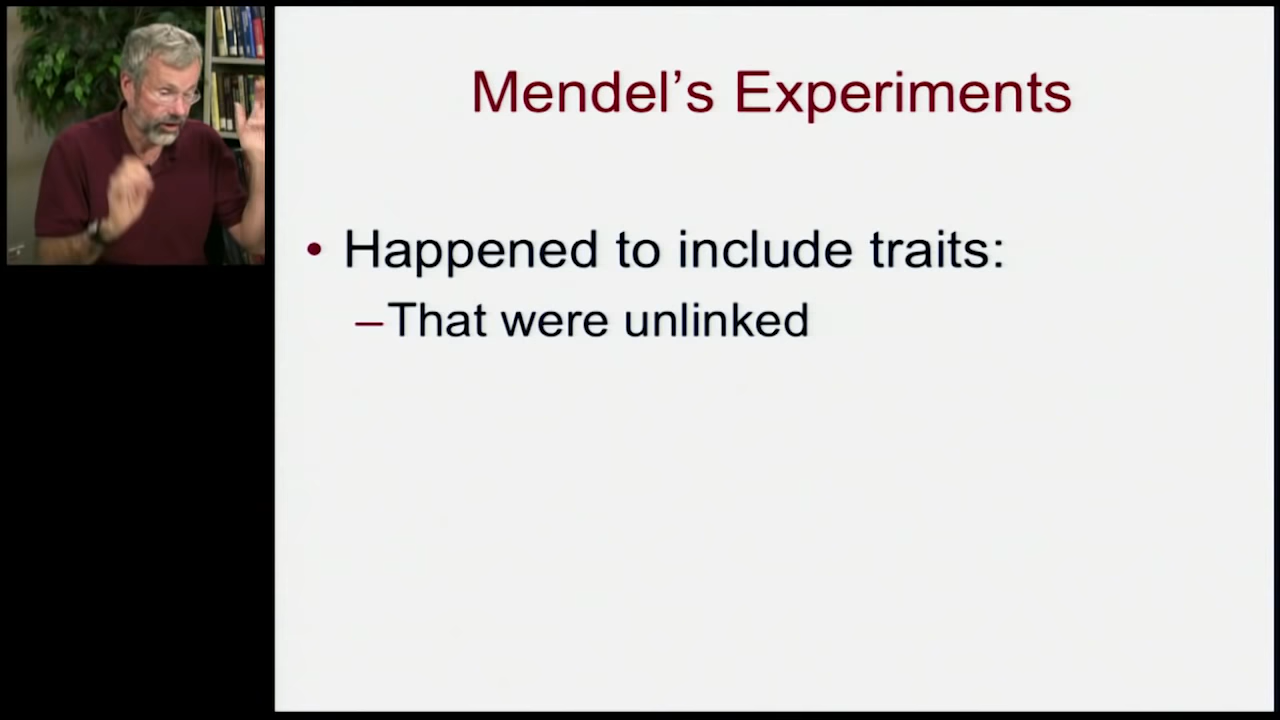 Mendel’s Experiments
• Happened to include traits:
–That were unlinked